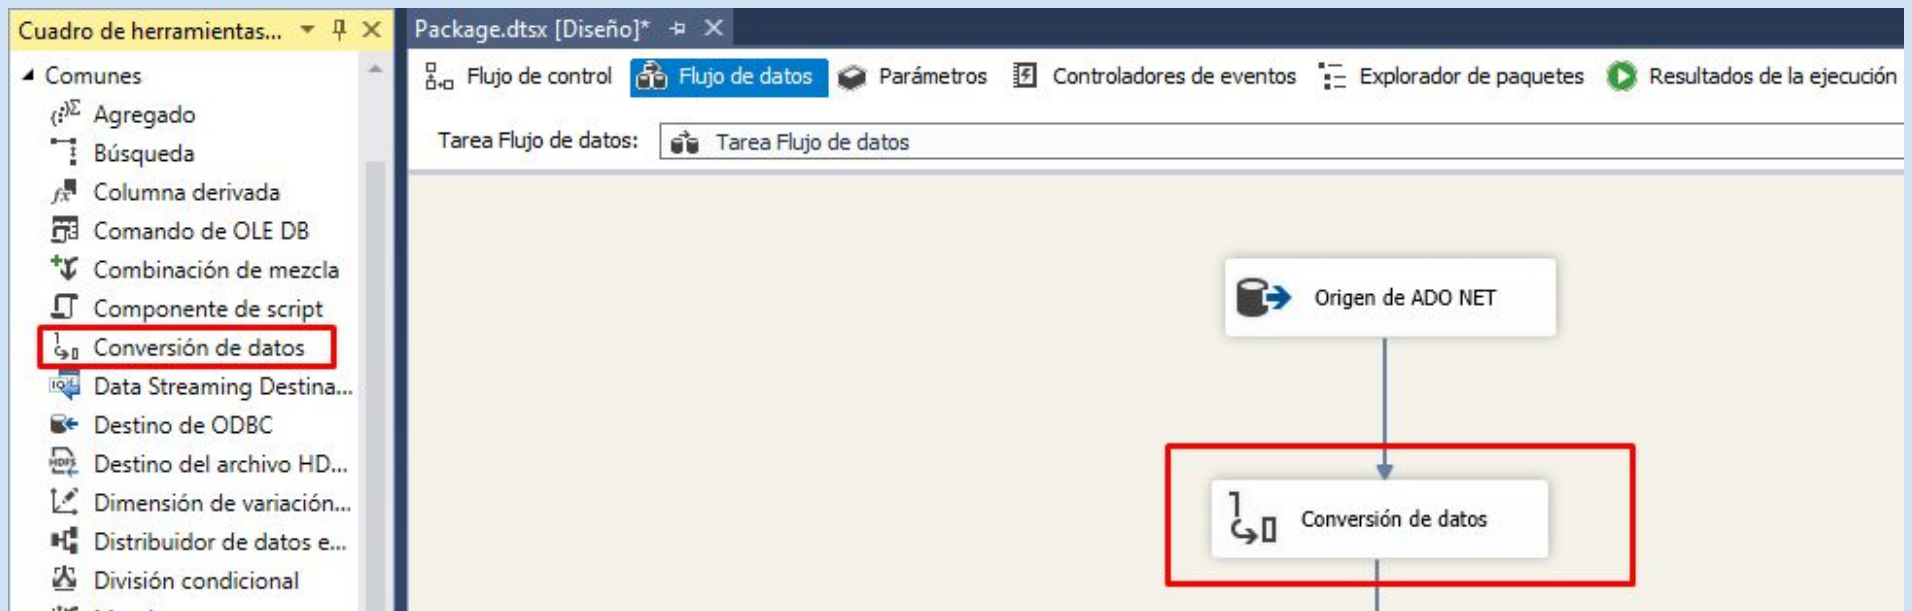 Cuadro de herramientas...
Comunes
Agregado
Búsqueda
Columna derivada
Comando de OLE DB
Combinación de mezcla
Componente de script
Conversión de datos
Data Streaming Destina...
Destino de ODBC
Destino del archivo HD...
Dimensión de variación...
Distribuidor de datos e...
División condicional
Package.dtsx [Diseño]*
Flujo de control Flujo de datos Parámetros Controladores de eventos Explorador de paquetes Resultados de la ejecución
Tarea Flujo de datos: Tarea Flujo de datos
Origen de ADO NET
Conversión de datos